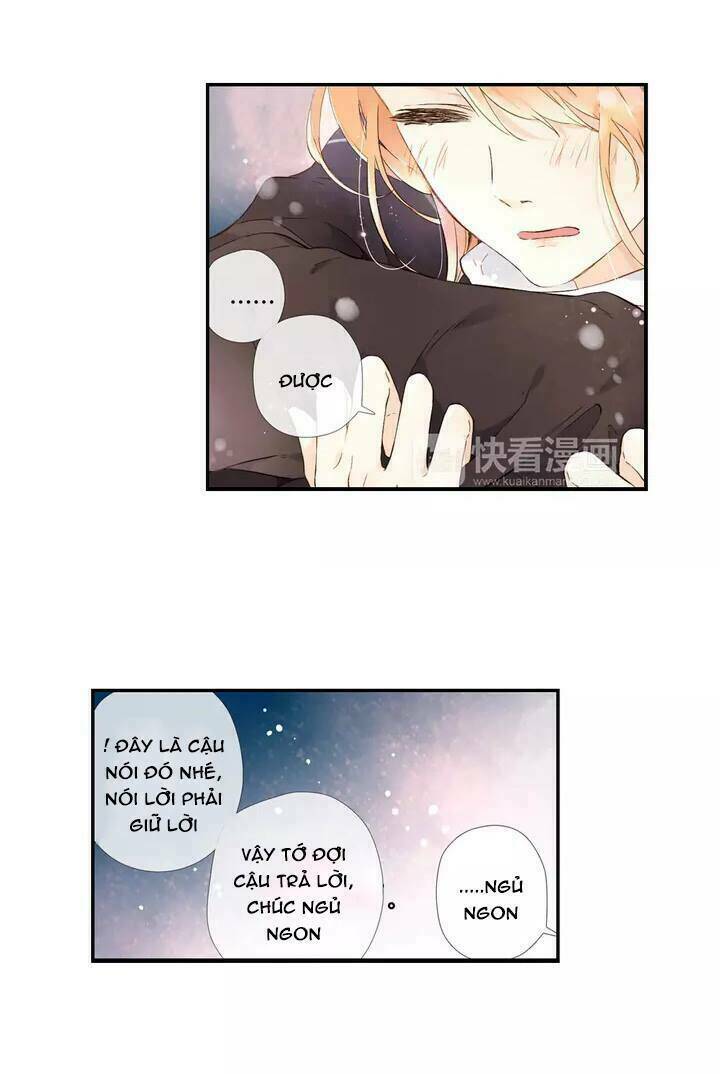 ......
ĐƯỢC
快看漫画
www.kuaikanman
! ĐÂY LÀ CẬU
NÓI ĐÓ NHÉ,
NÓI LỜI PHẢI
GIỮ LỜI
VẬY TỚ ĐỢI
CẬU TRẢ LỜI,
CHÚC NGỦ
NGON
。
.....NGỦ
NGON